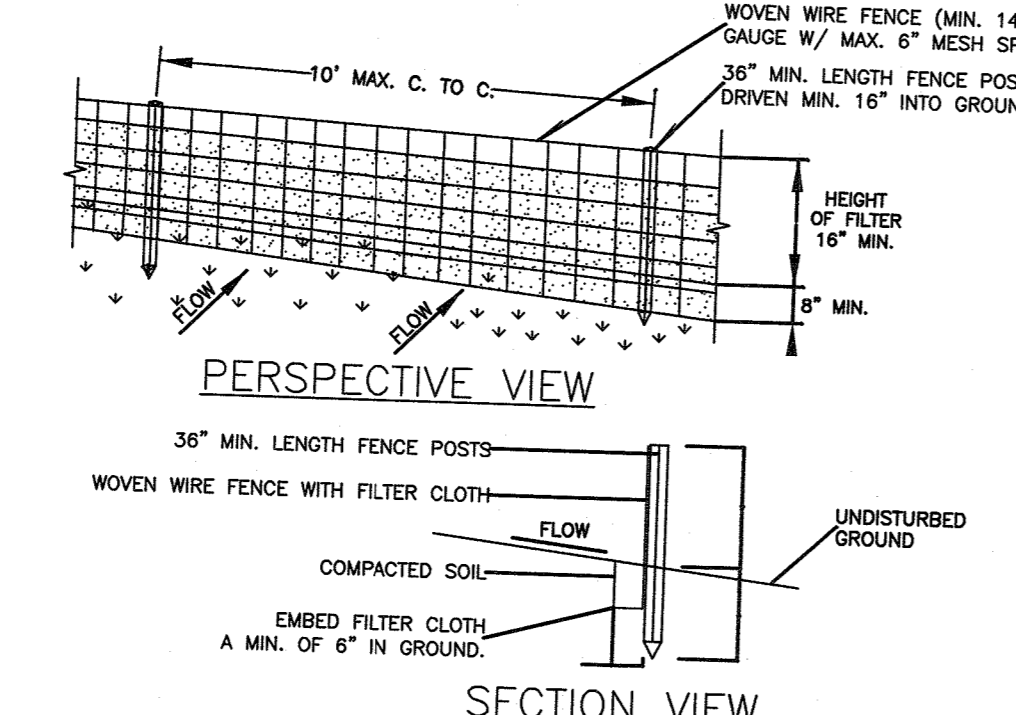 WOVEN WIRE FENCE (MIN. 14
GAUGE W/ MAX. 6" MESH
10' MAX. C. TO C.
36" MIN. LENGTH FENCE
DRIVEN MIN. 16" INTO
HEIGHT
OF FILTER
16" MIN.
8" MIN.
FLOW
FLOW
PERSPECTIVE VIEW
36" MIN. LENGTH FENCE POSTS
WOVEN WIRE FENCE WITH FILTER CLOTH
FLOW
UNDISTURBED
GROUND
COMPACTED SOIL
EMBED FILTER CLOTH
A MIN. OF 6" IN GROUND.
SECTION VIEW